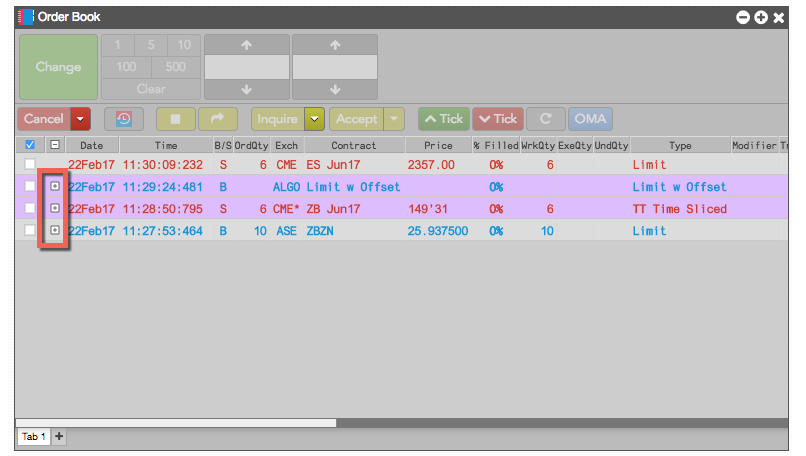 Order Book
Change 1 5 10
100 500
Clear
Cancel Inquire Accept Tick Tick C OMA
Date Time B/S OrdQty Exch Contract Price % Filled WrkQty ExeQty UndQty Type Modifier
22Feb17 11:30:09:232 S 6 CME ES Jun17 2357.00 0% 6 Limit
22Feb17 11:29:24:481 B ALGO Limit w Offset 0% Limit w Offset
22Feb17 11:28:50:795 S 6 CME* ZB Jun17 149'31 0% 6 TT Time Sliced
22Feb17 11:27:53:464 B 10 ASE ZBZN 25.937500 0% 10 Limit
Tab 1 +